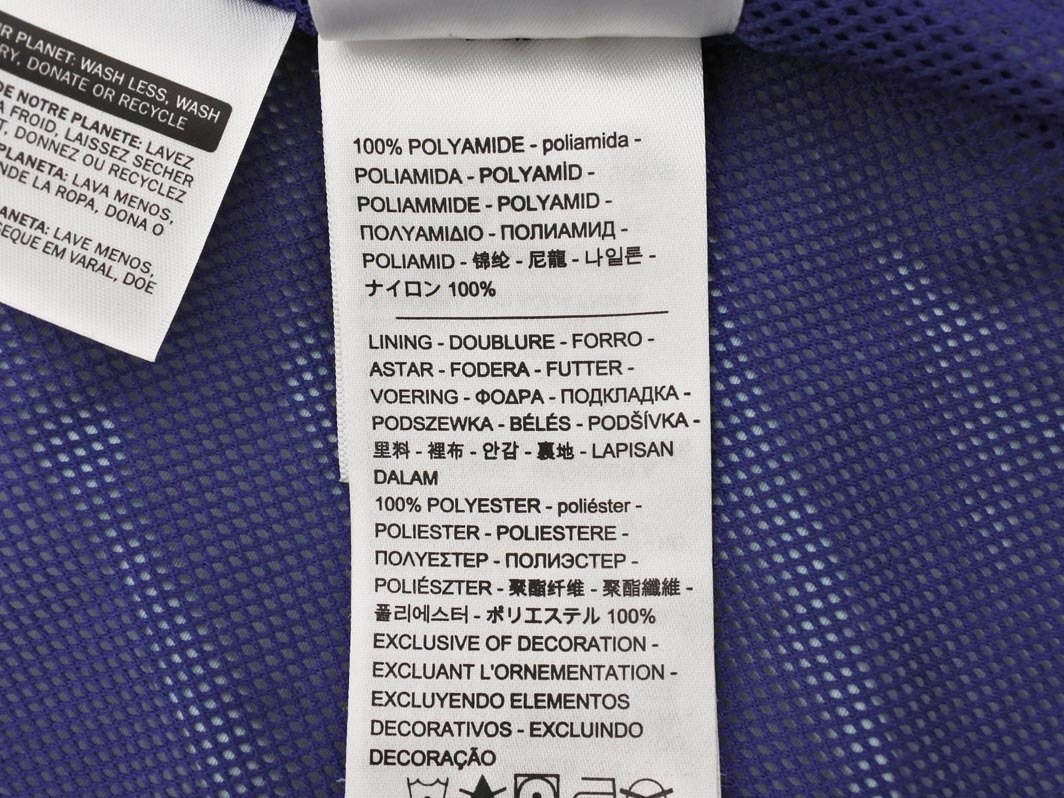 R PLANET: WASH LESS, WASH
RY, DONATE OR RECYCLE
DE NOTRE PLANETE: LAVEZ
A FROID, LAISSEZ SECHER
T, DONNEZ OU RECYCLEZ
PLANETA: LAVA MENOS,
NDE LA ROPA, DONA O
ANETA: LAVE MENOS,
SEQUE EM VARAL, DOE
100% POLYAMIDE - poliamida -
POLIAMIDA - POLYAMİD -
POLIAMMIDE - POLYAMID -
ΠΟΛΥΑΜΙΔΙΟ - ПОЛИАМИД -
POLIAMID - 锦纶 - 尼龍 - 나일론 -
ナイロン 100%
LINING - DOUBLURE - FORRO -
ASTAR - FODERA - FUTTER -
VOERING - ΦΟΔΡΑ - ПОДКЛАДКА -
PODSZEWKA - BÉLÉS - PODŠÍVKA -
里料 - 裡布 - 안감 - 裏地 - LAPISAN
DALAM
100% POLYESTER - poliéster -
POLIESTER - POLIESTERE -
ΠΟΛΥΕΣΤΕΡ - ПОЛИЭСТЕР -
POLIÉSZTER - 聚酯纤维 - 聚酯纖維 -
폴리에스터 - ポリエステル 100%
EXCLUSIVE OF DECORATION -
EXCLUANT L'ORNEMENTATION -
EXCLUYENDO ELEMENTOS
DECORATIVOS - EXCLUINDO
DECORAÇÃO